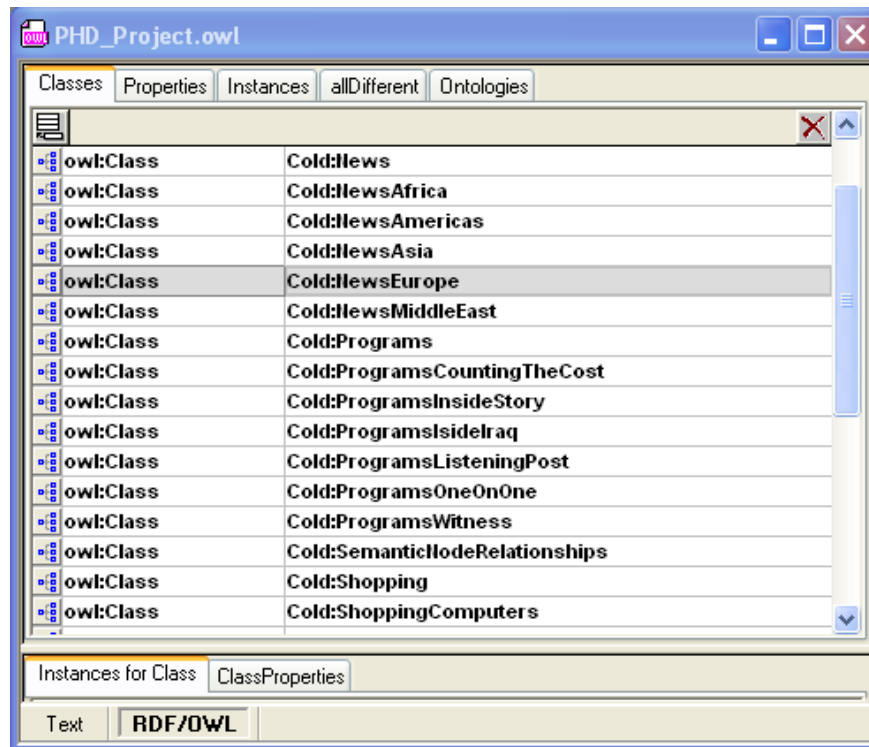 PHD_Project.owl
Classes Properties Instances allDifferent Ontologies
owl:Class Cold:News
owl:Class Cold:NewsAfrica
owl:Class Cold:NewsAmericas
owl:Class Cold:NewsAsia
owl:Class Cold:NewsEurope
owl:Class Cold:NewsMiddleEast
owl:Class Cold:Programs
owl:Class Cold:ProgramsCountingTheCost
owl:Class Cold:ProgramsInsideStory
owl:Class Cold:ProgramsIsideIraq
owl:Class Cold:ProgramsListeningPost
owl:Class Cold:ProgramsOneOnOne
owl:Class Cold:ProgramsWitness
owl:Class Cold:SemanticNodeRelationships
owl:Class Cold:Shopping
owl:Class Cold:ShoppingComputers
Instances for Class ClassProperties
Text RDF/OWL